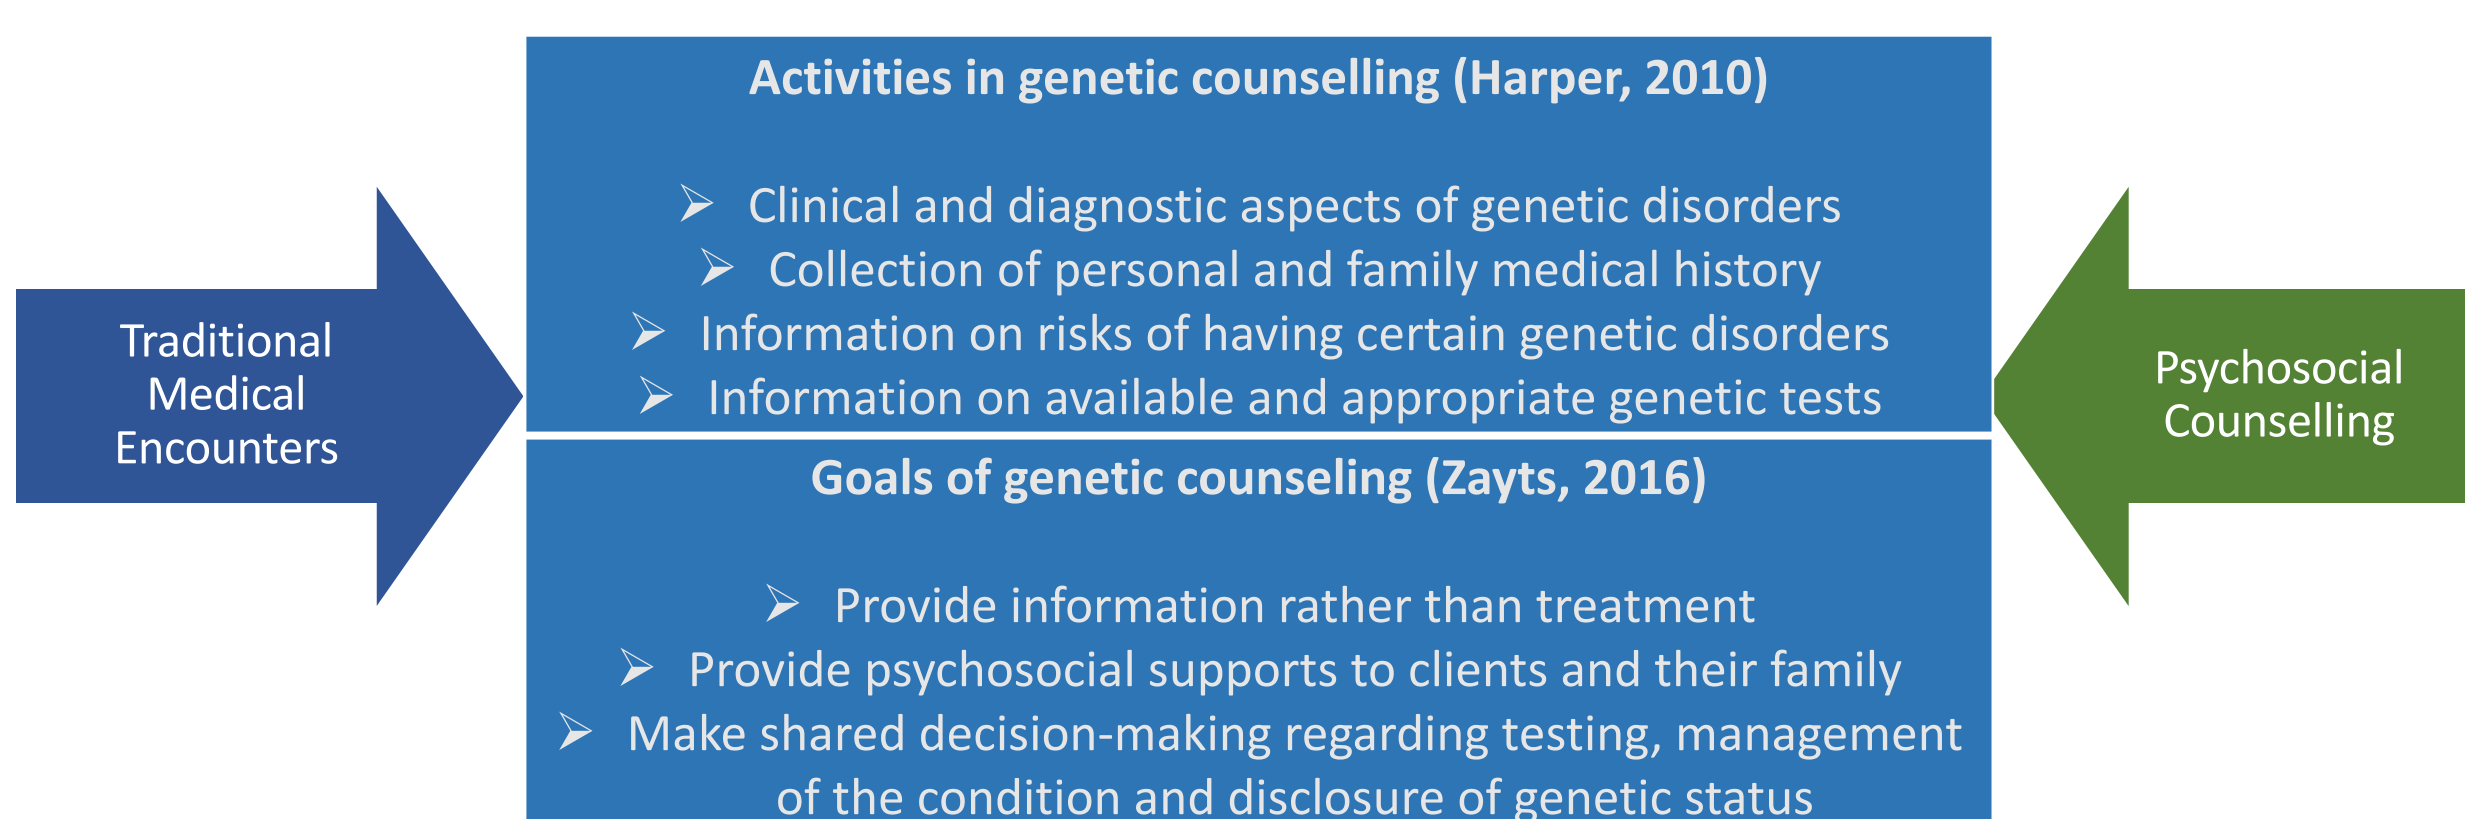 Activities in genetic counselling (Harper, 2010)
Clinical and diagnostic aspects of genetic disorders
Collection of personal and family medical history
Information on risks of having certain genetic disorders
Information on available and appropriate genetic tests
Traditional
Medical
Encounters
Psychosocial
Counselling
Goals of genetic counseling (Zayts, 2016)
Provide information rather than treatment
Provide psychosocial supports to clients and their family
Make shared decision-making regarding testing, management
of the condition and disclosure of genetic status